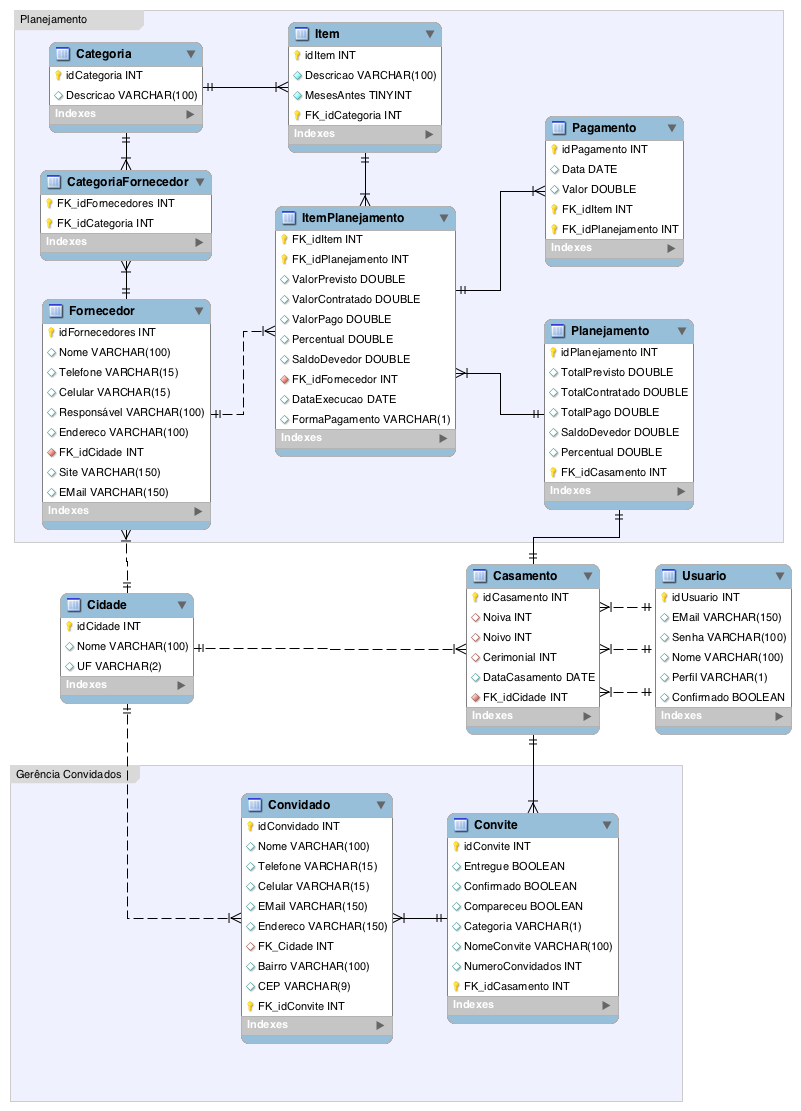 Planejamento
Categoria
idCategoria INT
Descricao VARCHAR(100)
Indexes
Item
idItem INT
Descricao VARCHAR(100)
MesesAntes TINYINT
FK_idCategoria INT
Indexes
Pagamento
idPagamento INT
Data DATE
Valor DOUBLE
FK_idItem INT
FK_idPlanejamento INT
Indexes
CategoriaFornecedor
FK_idFornecedores INT
FK_idCategoria INT
Indexes
ItemPlanejamento
FK_idItem INT
FK_idPlanejamento INT
ValorPrevisto DOUBLE
ValorContratado DOUBLE
ValorPago DOUBLE
Percentual DOUBLE
SaldoDevedor DOUBLE
FK_idFornecedor INT
DataExecucao DATE
FormaPagamento VARCHAR(1)
Indexes
Fornecedor
idFornecedores INT
Nome VARCHAR(100)
Telefone VARCHAR(15)
Celular VARCHAR(15)
Responsável VARCHAR(100)
Endereco VARCHAR(100)
FK_idCidade INT
Site VARCHAR(150)
EMail VARCHAR(150)
Indexes
Planejamento
idPlanejamento INT
TotalPrevisto DOUBLE
TotalContratado DOUBLE
TotalPago DOUBLE
SaldoDevedor DOUBLE
Percentual DOUBLE
FK_idCasamento INT
Indexes
Cidade
idCidade INT
Nome VARCHAR(100)
UF VARCHAR(2)
Indexes
Casamento
idCasamento INT
Noiva INT
Noivo INT
Cerimonial INT
DataCasamento DATE
FK_idCidade INT
Indexes
Usuario
idUsuario INT
EMail VARCHAR(150)
Senha VARCHAR(100)
Nome VARCHAR(100)
Perfil VARCHAR(1)
Confirmado BOOLEAN
Indexes
Gerência Convidados
Convidado
idConvidado INT
Nome VARCHAR(100)
Telefone VARCHAR(15)
Celular VARCHAR(15)
EMail VARCHAR(150)
Endereco VARCHAR(150)
FK_Cidade INT
Bairro VARCHAR(100)
CEP VARCHAR(9)
FK_idConvite INT
Indexes
Convite
idConvite INT
Entregue BOOLEAN
Confirmado BOOLEAN
Compareceu BOOLEAN
Categoria VARCHAR(1)
NomeConvite VARCHAR(100)
NumeroConvidados INT
FK_idCasamento INT
Indexes